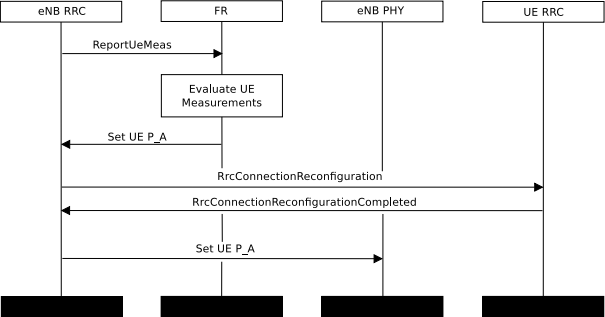 eNB RRC
FR
eNB PHY
UE RRC
ReportUeMeas
Evaluate UE
Measurements
Set UE P_A
RrcConnectionReconfiguration
RrcConnectionReconfigurationCompleted
Set UE P_A